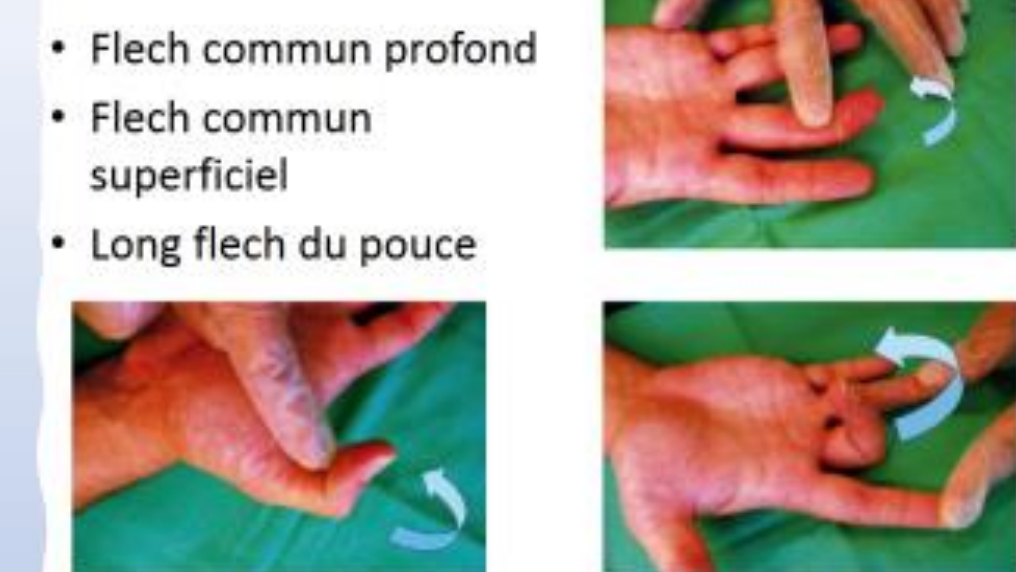 • Flech commun profond
• Flech commun
superficiel
• Long flech du pouce